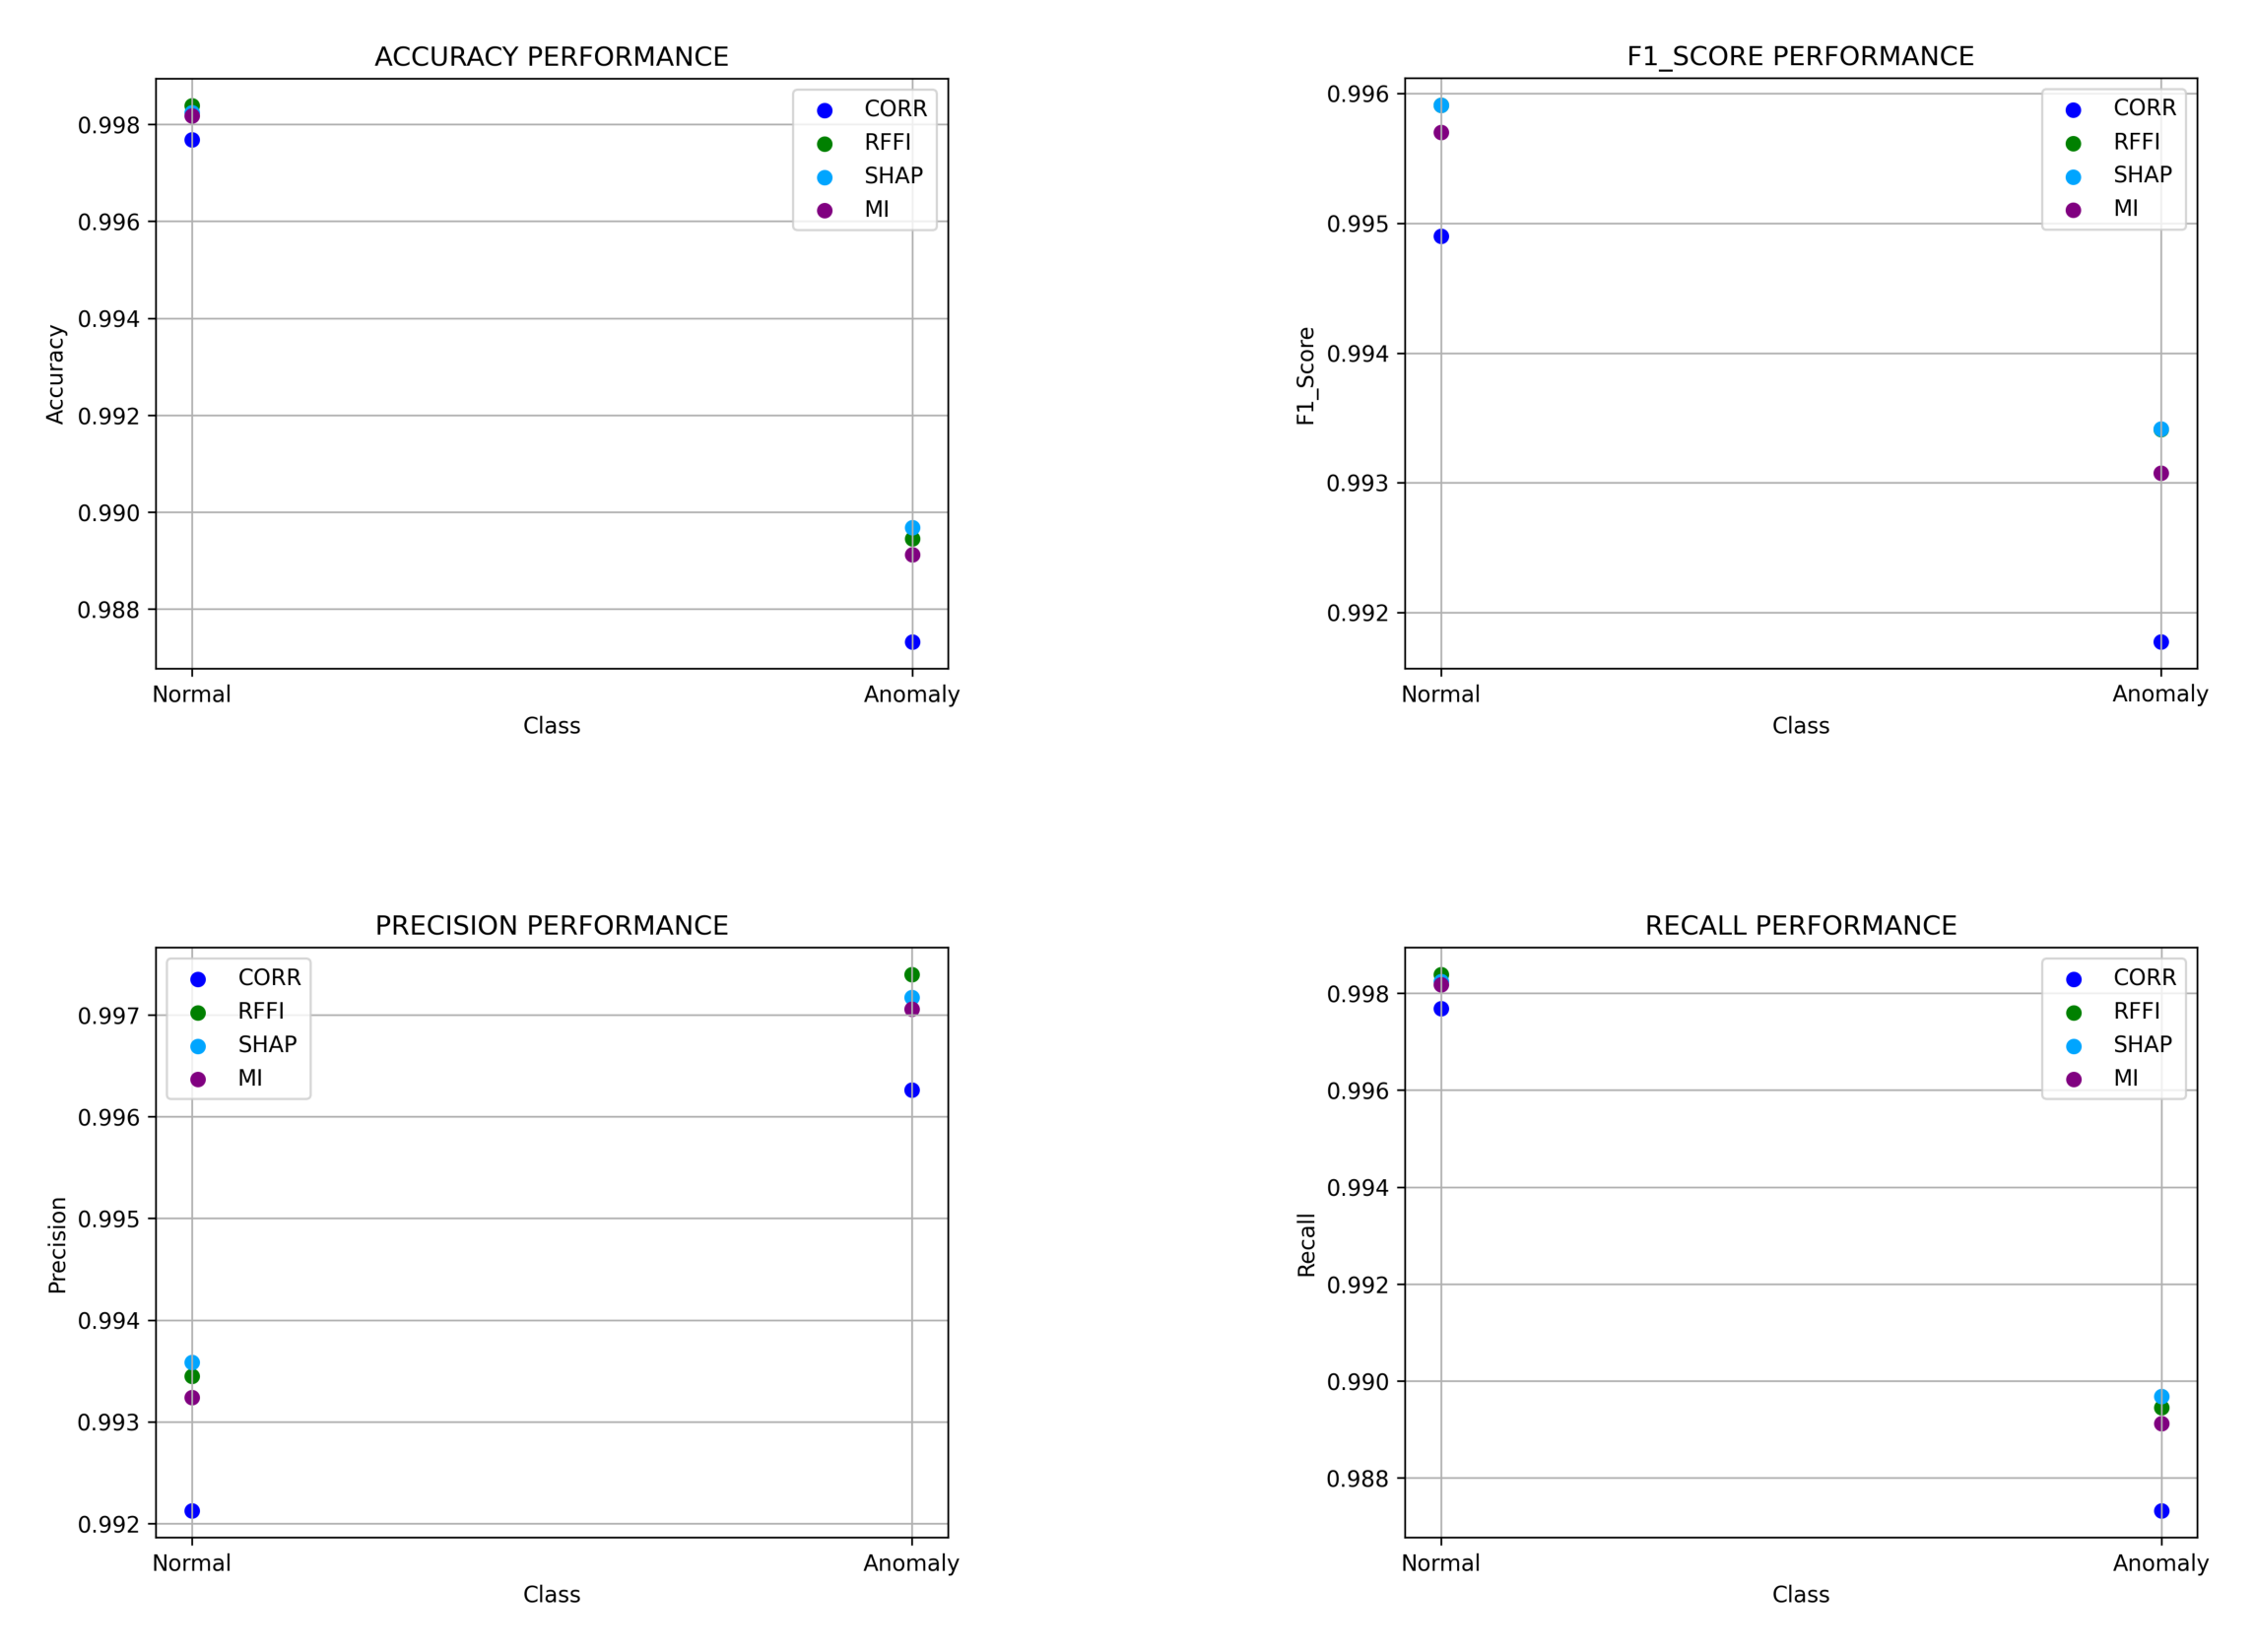 ACCURACY PERFORMANCE
CORR
RFFI
SHAP
MI
0.998
0.996
0.994
0.992
0.990
0.988
Accuracy
Normal
Anomaly
Class
F1_SCORE PERFORMANCE
CORR
RFFI
SHAP
MI
0.996
0.995
0.994
0.993
0.992
F1_Score
Normal
Anomaly
Class
PRECISION PERFORMANCE
CORR
RFFI
SHAP
MI
0.997
0.996
0.995
0.994
0.993
0.992
Precision
Normal
Anomaly
Class
RECALL PERFORMANCE
CORR
RFFI
SHAP
MI
0.998
0.996
0.994
0.992
0.990
0.988
Recall
Normal
Anomaly
Class